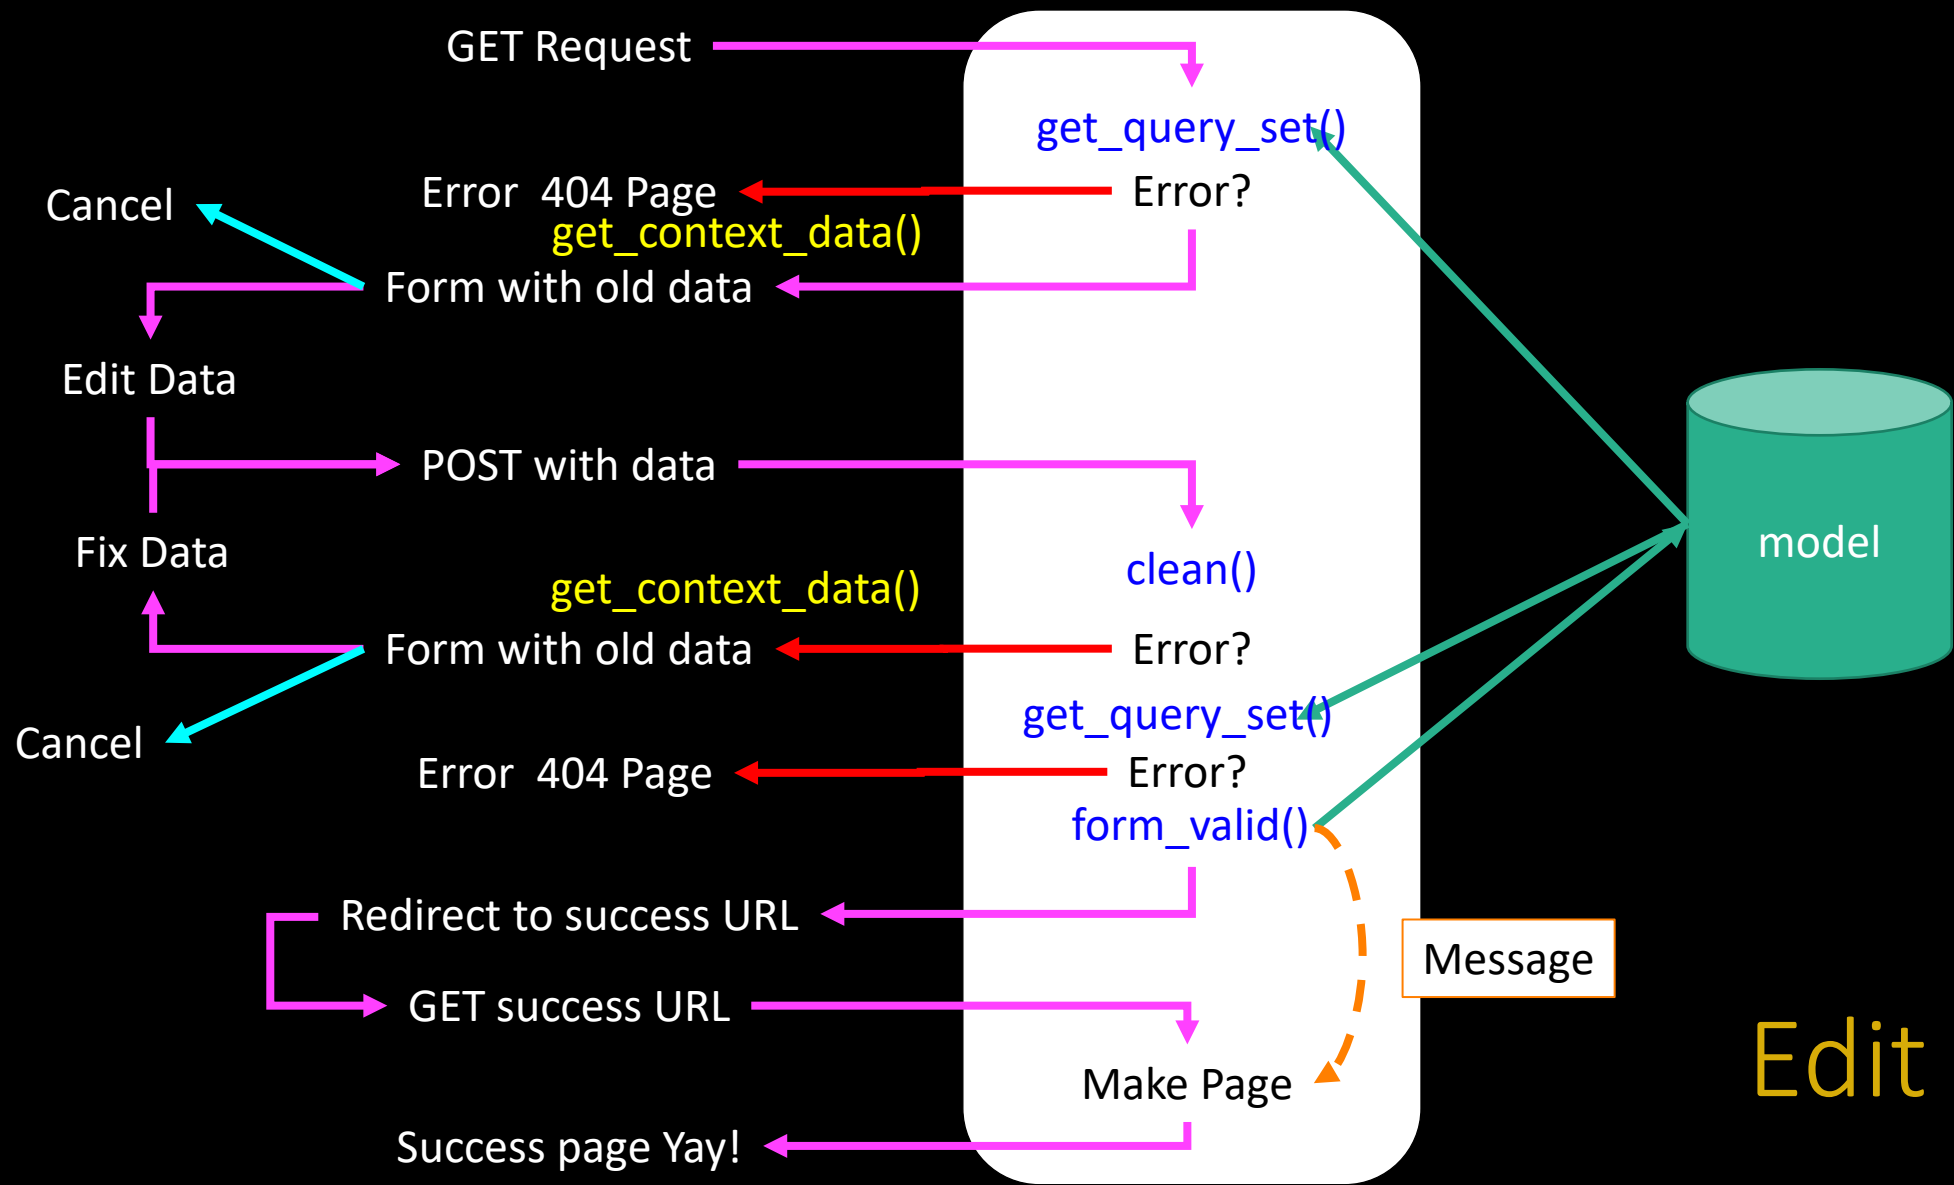 GET Request
get_query_set()
Error 404 Page
Error?
Cancel
get_context_data()
Form with old data
Edit Data
POST with data
model
Fix Data
clean()
get_context_data()
Form with old data
Error?
get_query_set()
Cancel
Error 404 Page
Error?
form_valid()
Redirect to success URL
Message
GET success URL
Edit
Make Page
Success page Yay!